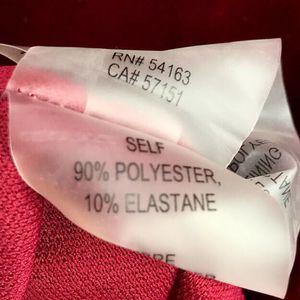 RN# 54163
CA# 57151
SELF
90% POLYESTER,
10% ELASTANE